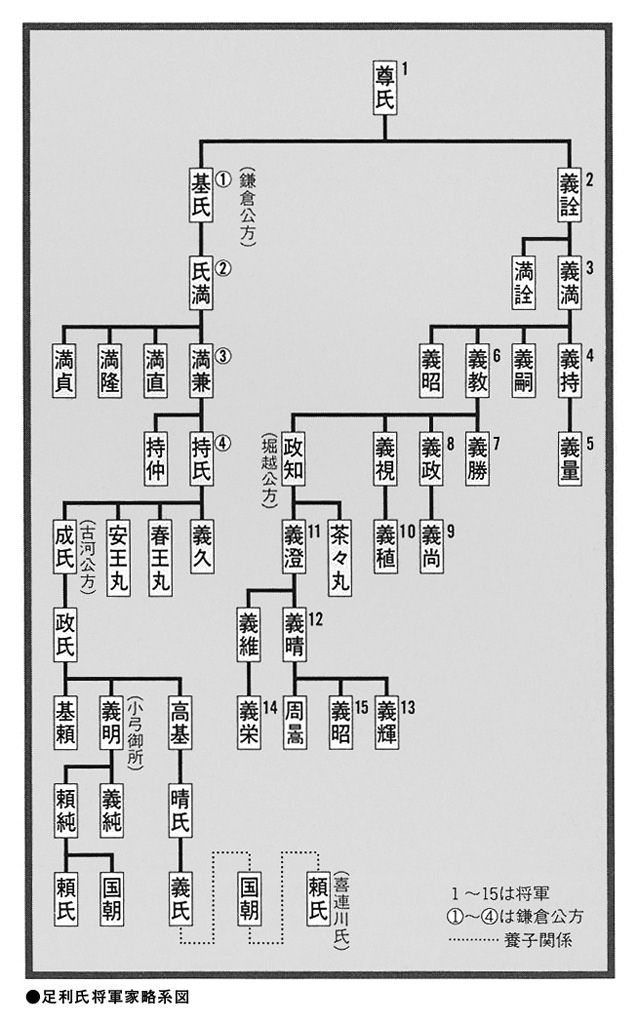 尊氏 1
基氏 ①
(鎌倉公方)
義詮 2
氏満 ②
満詮
義満 3
満貞
満隆
満直
満兼 ③
義昭
義教 6
義嗣
義持 4
持仲
持氏 ④
政知
(堀越公方)
義視
義政 8
義勝 7
義量 5
成氏
(古河公方)
安王丸
春王丸
義久
義澄 11
茶々丸
義稙 10
義尚 9
政氏
義維
義晴 12
基頼
義明
(小弓御所)
高基
義栄 14
周暠
義昭 15
義輝 13
頼純
義純
晴氏
頼氏
国朝
義氏
国朝
頼氏
(喜連川氏)
1～15は将軍
①～④は鎌倉公方
………… 養子関係
●足利氏将軍家略系図